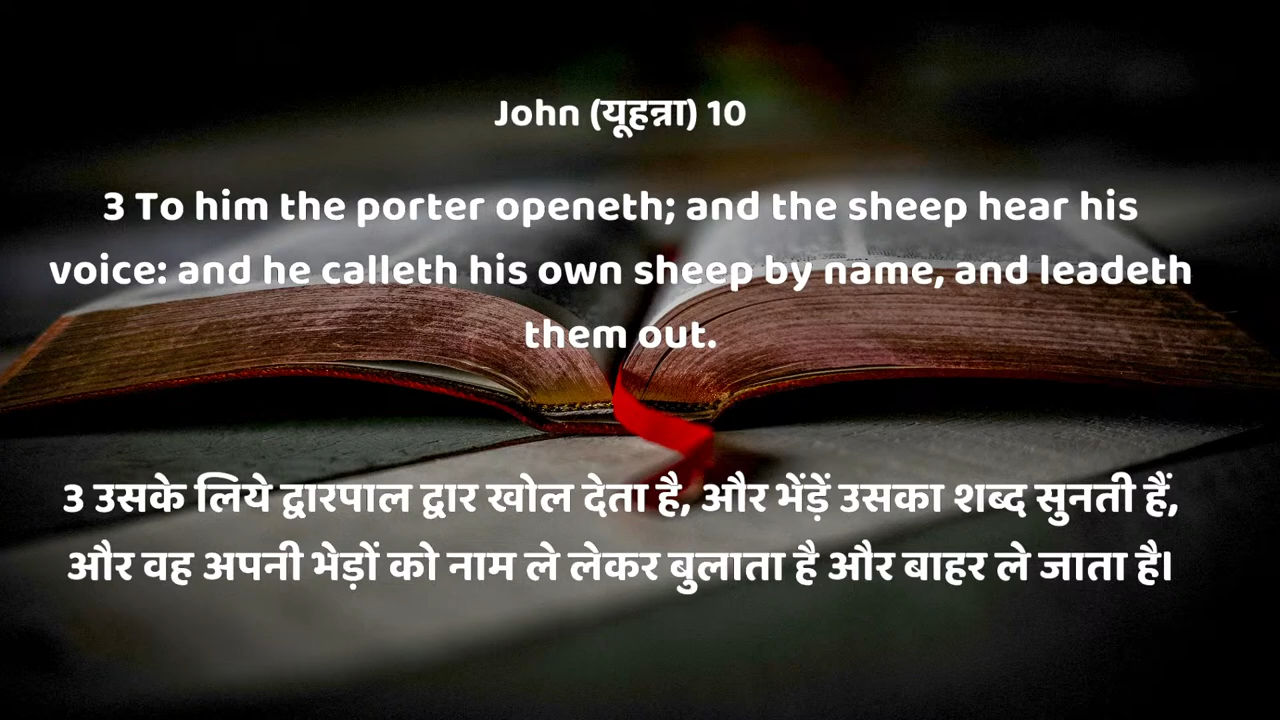 John (यूहन्ना) 10
3 To him the porter openeth; and the sheep hear his
voice: and he calleth his own sheep by name, and leadeth
them out.
3 उसके लिये द्वारपाल द्वार खोल देता है, और भेंड़ें उसका शब्द सुनती हैं,
और वह अपनी भेड़ों को नाम ले लेकर बुलाता है और बाहर ले जाता है।